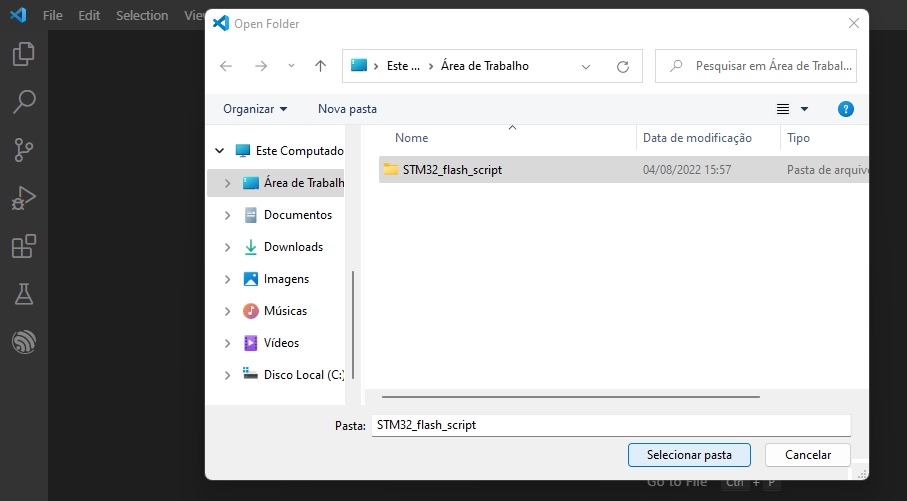 File Edit Selection Vie
Open Folder
Este ... Área de Trabalho
Pesquisar em Área de Trabal...
Organizar Nova pasta
?
Nome Data de modificação Tipo
STM32_flash_script 04/08/2022 15:57 Pasta de arquiv
Este Computado
Área de Trabalh
Documentos
Downloads
Imagens
Músicas
Vídeos
Disco Local (C:)
Pasta: STM32_flash_script
Selecionar pasta Cancelar
Go to File Ctrl + P